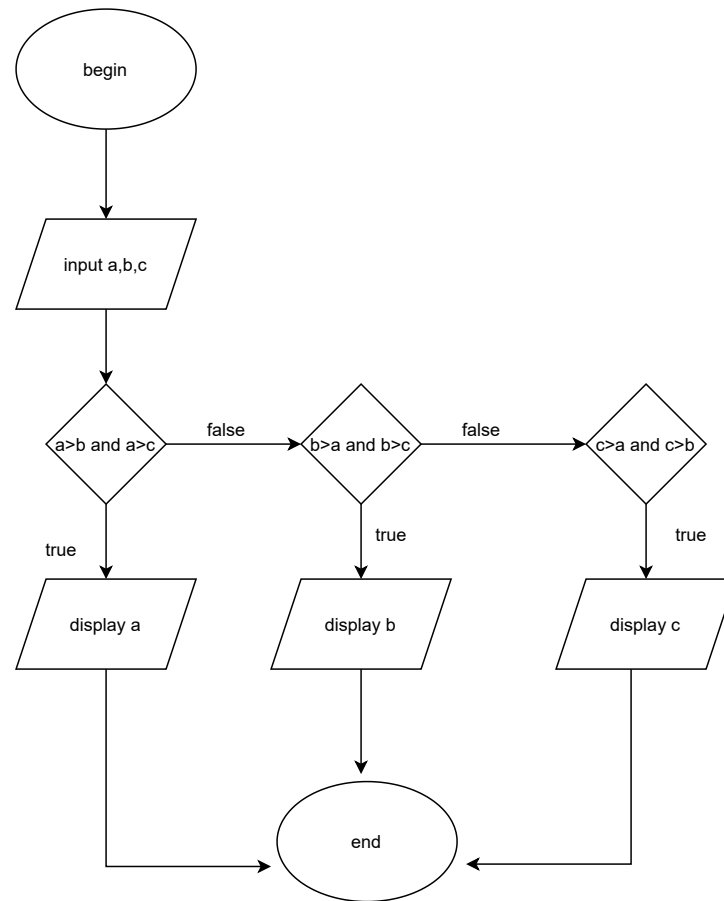 begin
input a,b,c
a>b and a>c
false
b>a and b>c
false
c>a and c>b
true
true
true
display a
display b
display c
end